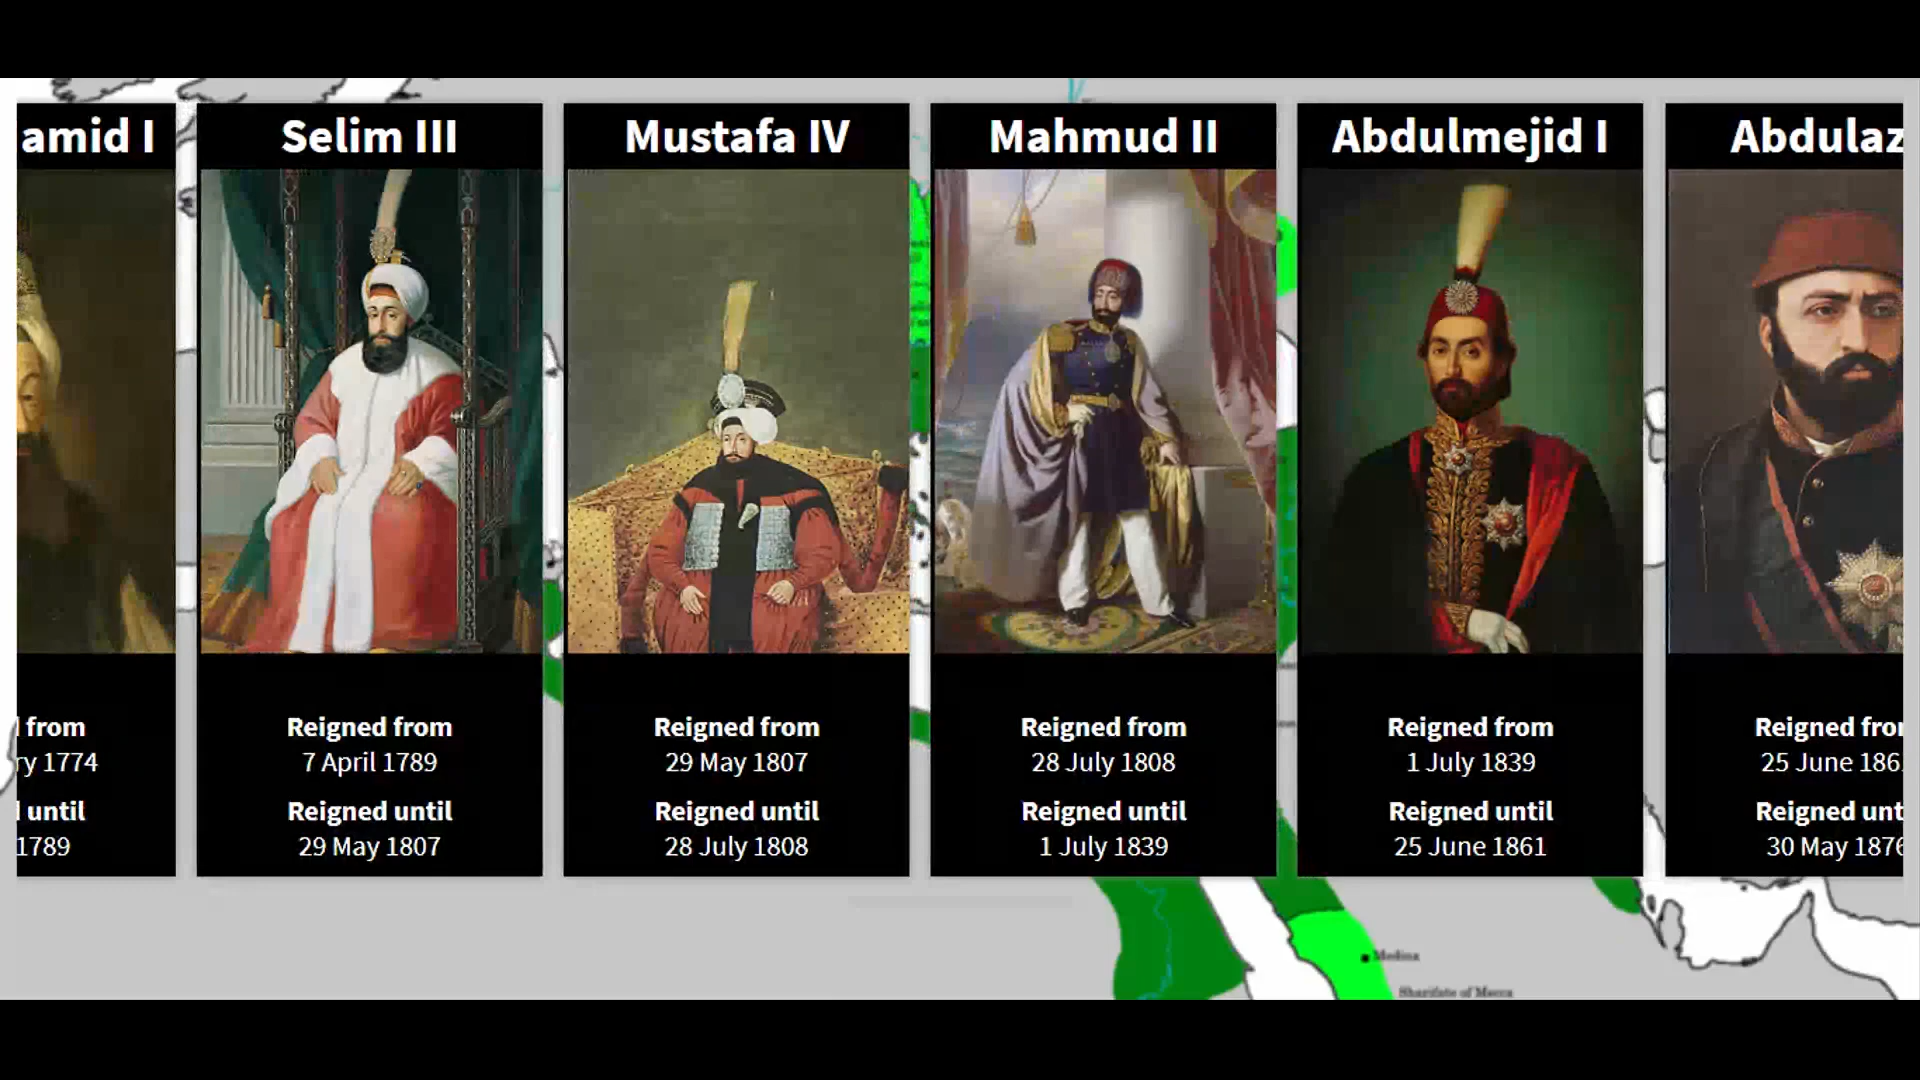 amid I
from
1774
until
1789
Selim III
Reigned from
7 April 1789
Reigned until
29 May 1807
Mustafa IV
Reigned from
29 May 1807
Reigned until
28 July 1808
Mahmud II
Reigned from
28 July 1808
Reigned until
1 July 1839
Abdulmejid I
Reigned from
1 July 1839
Reigned until
25 June 1861
Abdulaz
Reigned fro
25 June 186
Reigned unt
30 May 1876
Medina
Sharifate of Mecca